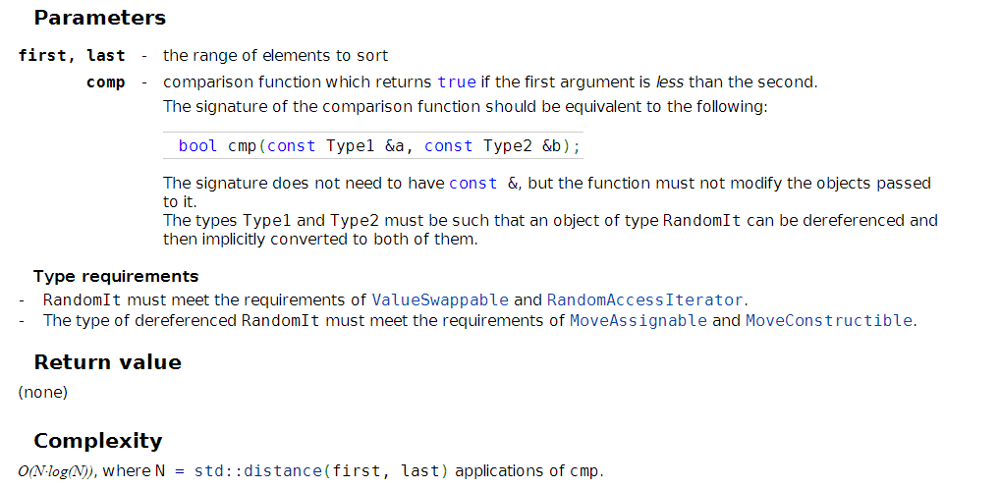 Parameters
first, last - the range of elements to sort
comp - comparison function which returns true if the first argument is less than the second.
The signature of the comparison function should be equivalent to the following:
bool cmp(const Type1 &a, const Type2 &b);
The signature does not need to have const &, but the function must not modify the objects passed
to it.
The types Type1 and Type2 must be such that an object of type RandomIt can be dereferenced and
then implicitly converted to both of them.
Type requirements
- RandomIt must meet the requirements of ValueSwappable and RandomAccessIterator.
- The type of dereferenced RandomIt must meet the requirements of MoveAssignable and MoveConstructible.
Return value
(none)
Complexity
O(N·log(N)), where N = std::distance(first, last) applications of cmp.